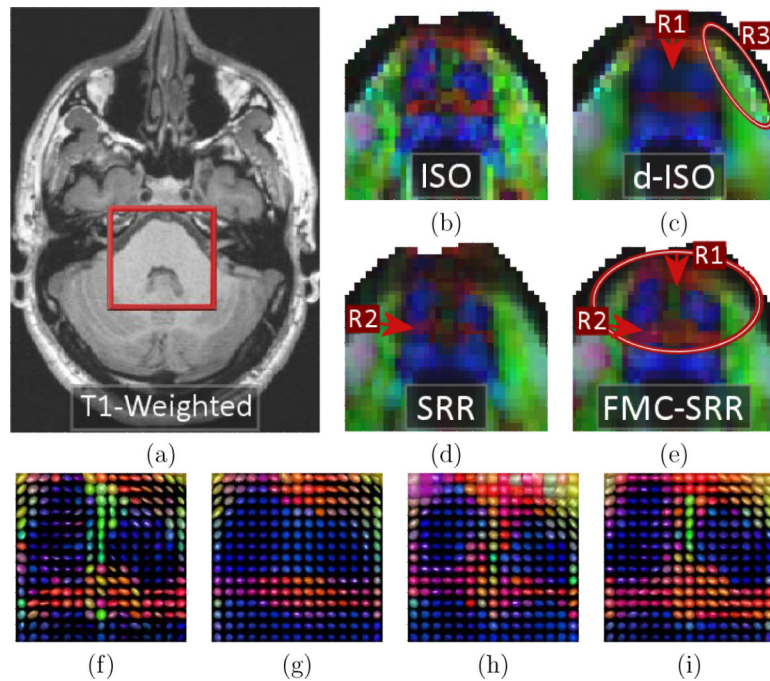 R1
R3
ISO
d-ISO
(b)
(c)
R1
R2
R2
T1-Weighted
SRR
FMC-SRR
(a)
(d)
(e)
(f)
(g)
(h)
(i)